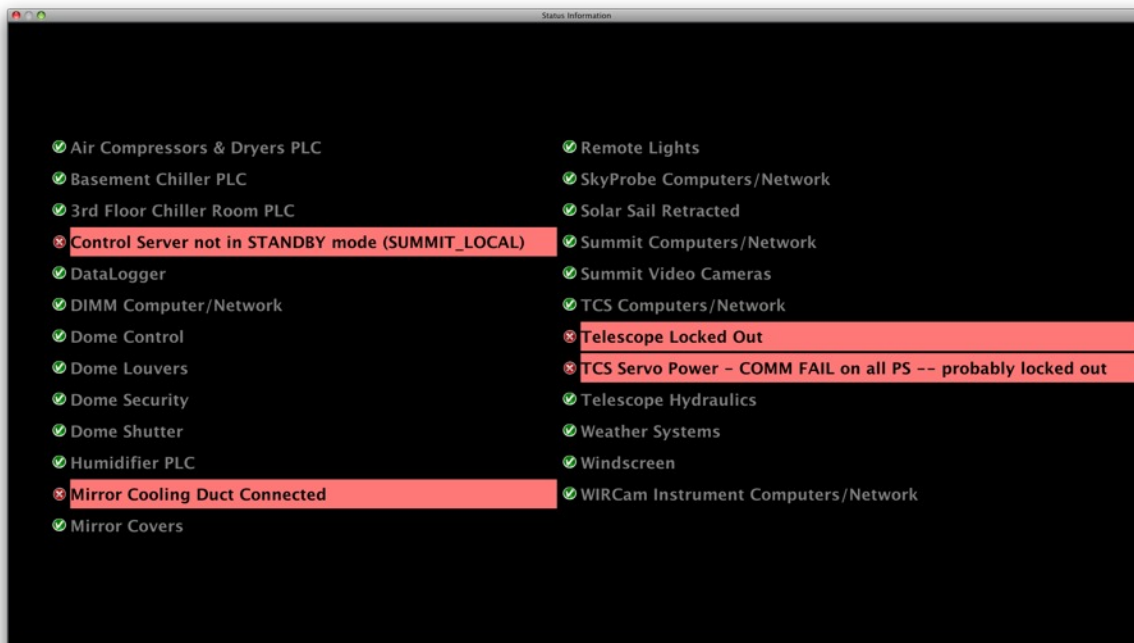 Status Information
Air Compressors & Dryers PLC
Basement Chiller PLC
3rd Floor Chiller Room PLC
Control Server not in STANDBY mode (SUMMIT_LOCAL)
DataLogger
DIMM Computer/Network
Dome Control
Dome Louvers
Dome Security
Dome Shutter
Humidifier PLC
Mirror Cooling Duct Connected
Mirror Covers
Remote Lights
SkyProbe Computers/Network
Solar Sail Retracted
Summit Computers/Network
Summit Video Cameras
TCS Computers/Network
Telescope Locked Out
TCS Servo Power - COMM FAIL on all PS -- probably locked out
Telescope Hydraulics
Weather Systems
Windscreen
WIRCam Instrument Computers/Network